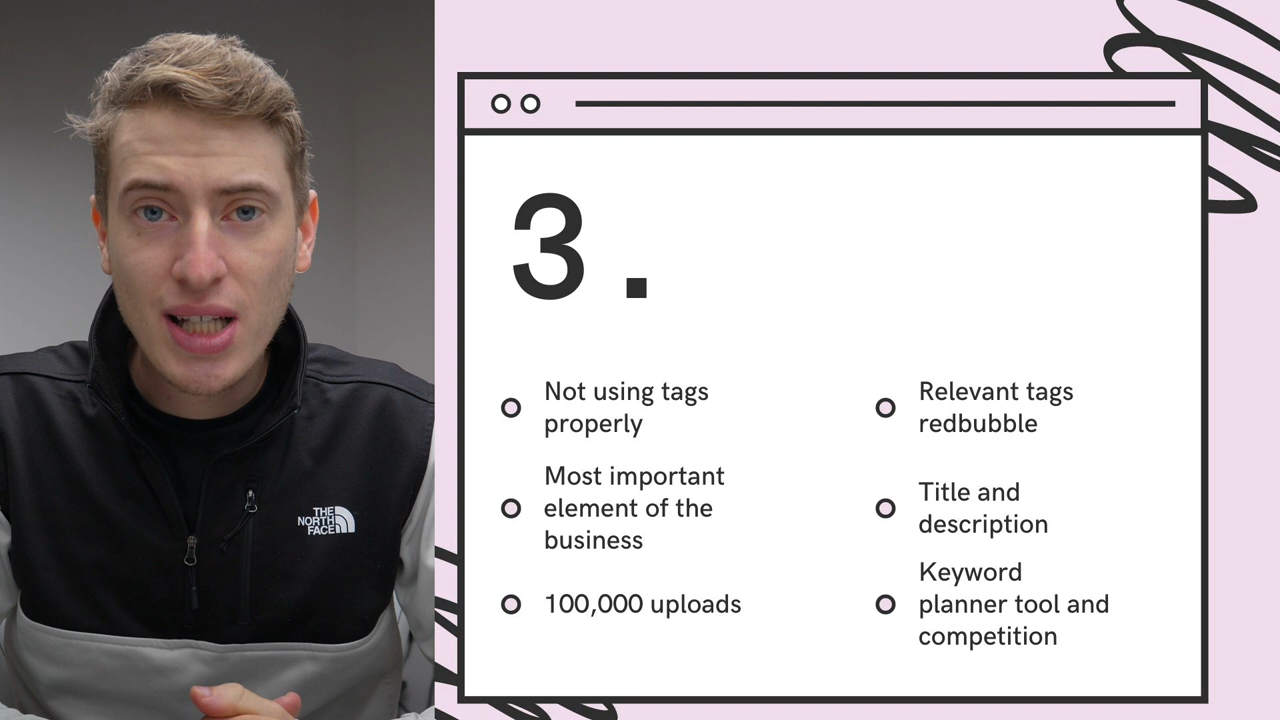 3.
Not using tags
properly
Most important
element of the
business
100,000 uploads
Relevant tags
redbubble
Title and
description
Keyword
planner tool and
competition
THE
NORTH
FACE